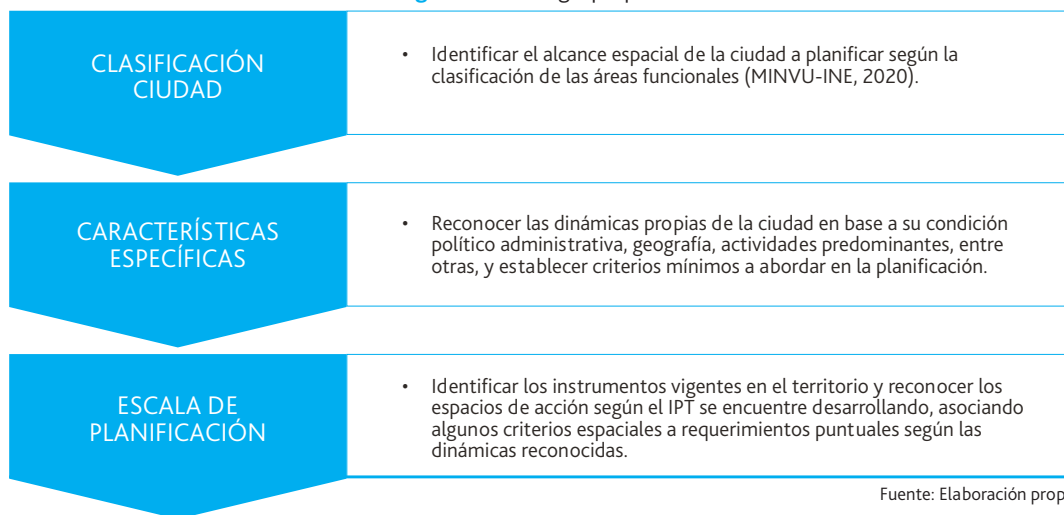 CLASIFICACIÓN
CIUDAD
• Identificar el alcance espacial de la ciudad a planificar según la
clasificación de las áreas funcionales (MINVU-INE, 2020).
CARACTERÍSTICAS
ESPECÍFICAS
• Reconocer las dinámicas propias de la ciudad en base a su condición
político administrativa, geografía, actividades predominantes, entre
otras, y establecer criterios mínimos a abordar en la planificación.
ESCALA DE
PLANIFICACIÓN
• Identificar los instrumentos vigentes en el territorio y reconocer los
espacios de acción según el IPT se encuentre desarrollando, asociando
algunos criterios espaciales a requerimientos puntuales según las
dinámicas reconocidas.
Fuente: Elaboración prop